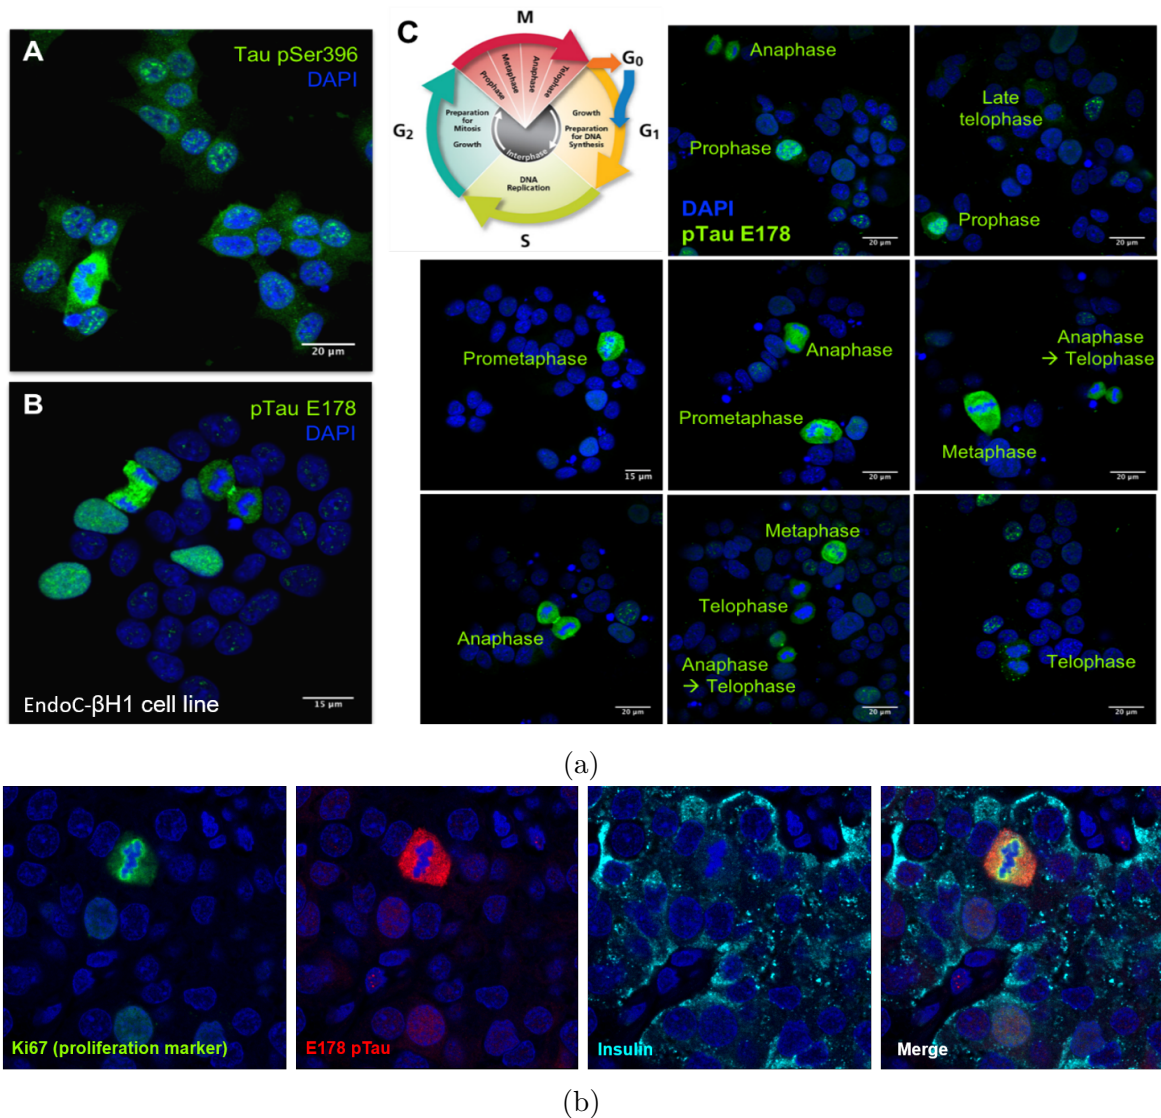 A
Tau pSer396
DAPI
20 μm
B
pTau E178
DAPI
EndoC-βH1 cell line
15 μm
C
M
G0
G1
G2
S
Prophase
Metaphase
Anaphase
Telophase
Preparation
for
Mitosis
Growth
Growth
Preparation
for DNA
Synthesis
Interphase
DNA
Replication
Anaphase
Prophase
DAPI
pTau E178
20 μm
Late
telophase
Prophase
20 μm
Prometaphase
15 μm
Anaphase
Prometaphase
20 μm
Anaphase
→ Telophase
Metaphase
20 μm
Anaphase
20 μm
Metaphase
Telophase
Anaphase
→ Telophase
20 μm
Telophase
20 μm
(a)
Ki67 (proliferation marker)
E178 pTau
Insulin
Merge
(b)